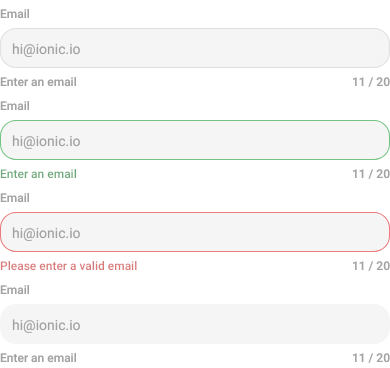 Email
hi@ionic.io
Enter an email 11 / 20
Email
hi@ionic.io
Enter an email 11 / 20
Email
hi@ionic.io
Please enter a valid email 11 / 20
Email
hi@ionic.io
Enter an email 11 / 20